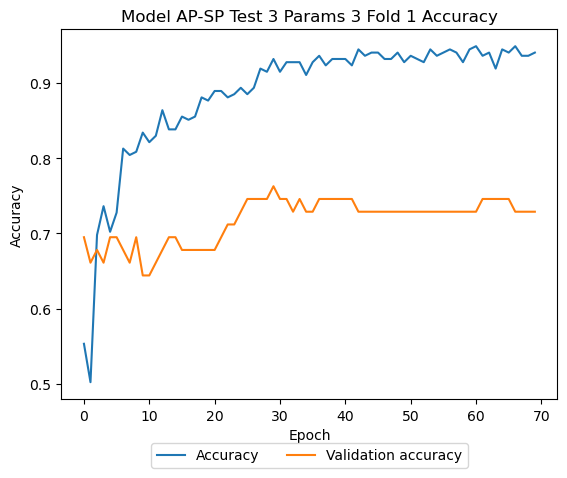 Model AP-SP Test 3 Params 3 Fold 1 Accuracy
Accuracy
0.9
0.8
0.7
0.6
0.5
0 10 20 30 40 50 60 70
Epoch
Accuracy Validation accuracy